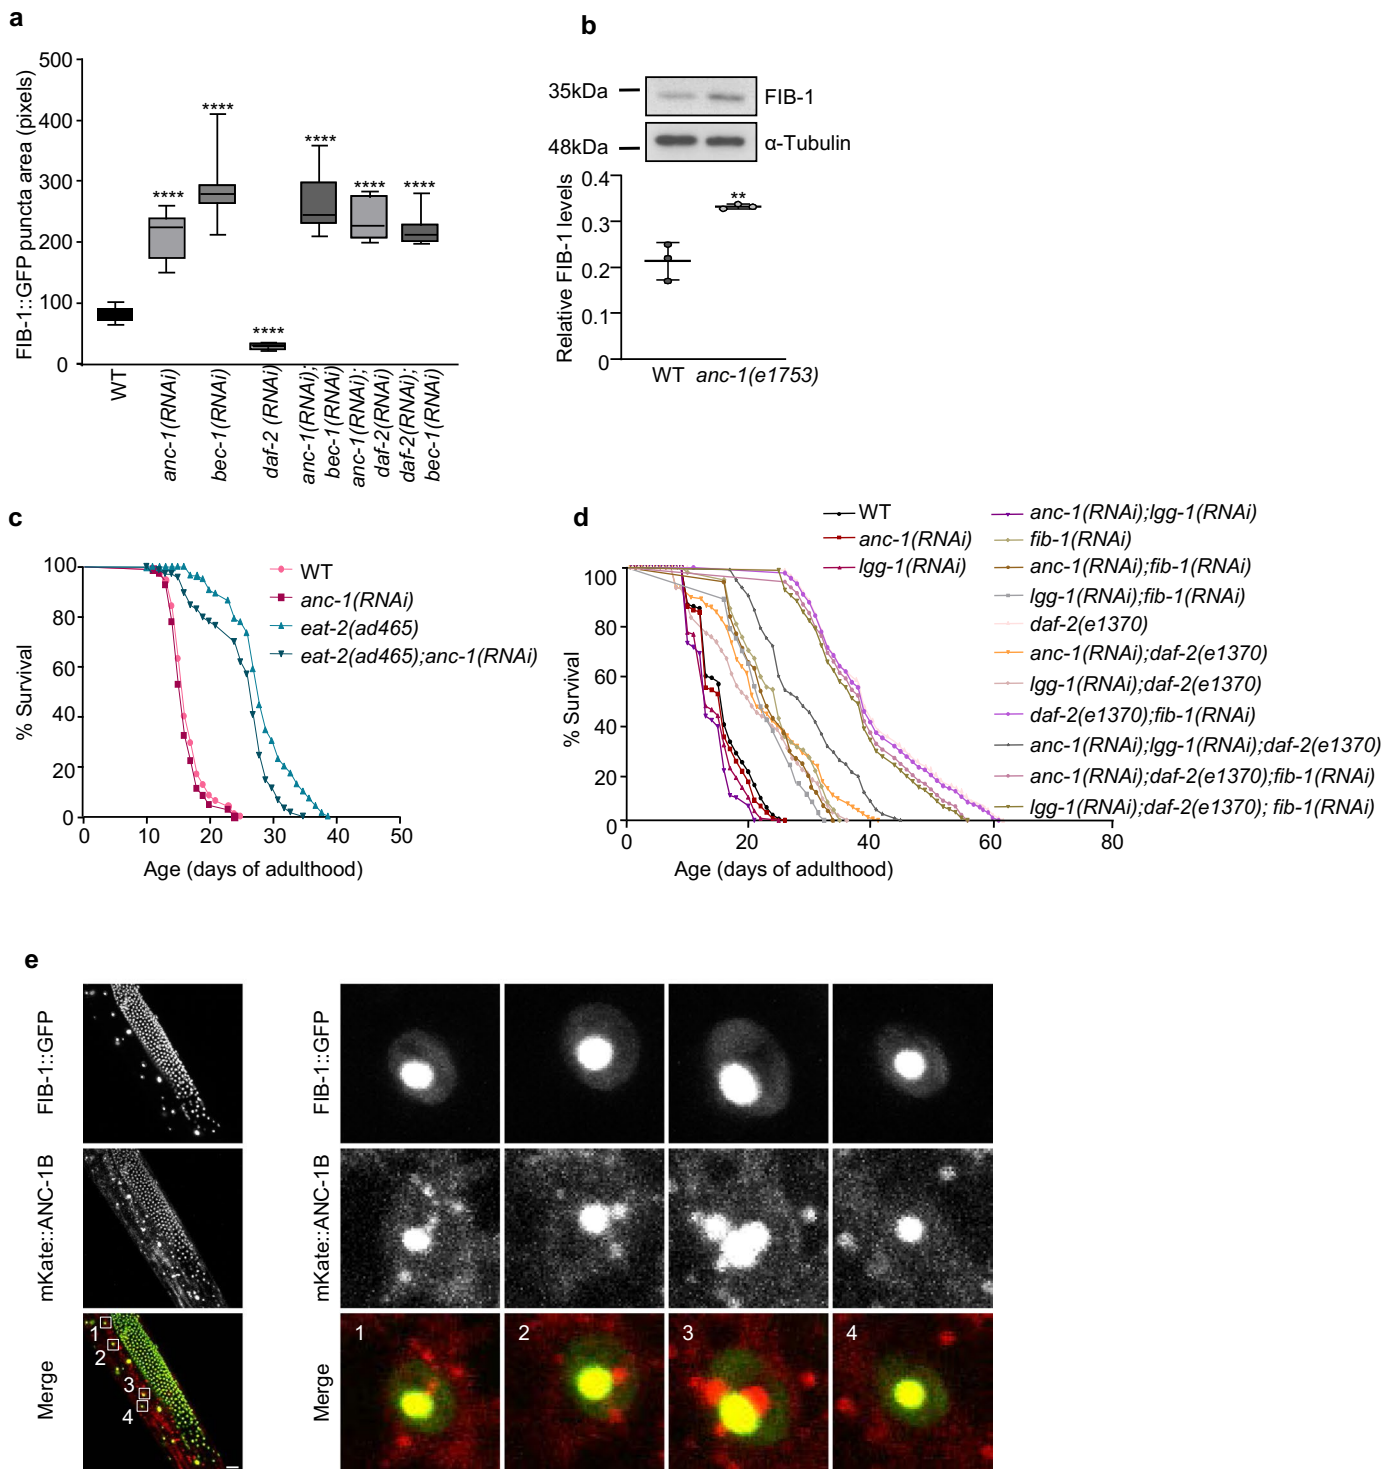 a
FIB-1::GFP puncta area (pixels)
500
400
300
200
100
0
****
****
****
****
****
****
WT
anc-1(RNAi)
bec-1(RNAi)
daf-2 (RNAi)
anc-1(RNAi);
bec-1(RNAi)
anc-1(RNAi);
daf-2(RNAi)
daf-2(RNAi);
bec-1(RNAi)
b
35kDa
FIB-1
48kDa
α-Tubulin
Relative FIB-1 levels
0.4
0.3
0.2
0.1
0
**
WT
anc-1(e1753)
c
% Survival
100
80
60
40
20
0
0
10
20
30
40
50
Age (days of adulthood)
WT
anc-1(RNAi)
eat-2(ad465)
eat-2(ad465);anc-1(RNAi)
d
% Survival
100
80
60
40
20
0
0
20
40
60
80
Age (days of adulthood)
WT
anc-1(RNAi)
lgg-1(RNAi)
anc-1(RNAi);lgg-1(RNAi)
fib-1(RNAi)
anc-1(RNAi);fib-1(RNAi)
lgg-1(RNAi);fib-1(RNAi)
daf-2(e1370)
anc-1(RNAi);daf-2(e1370)
lgg-1(RNAi);daf-2(e1370)
daf-2(e1370);fib-1(RNAi)
anc-1(RNAi);lgg-1(RNAi);daf-2(e1370)
anc-1(RNAi);daf-2(e1370);fib-1(RNAi)
lgg-1(RNAi);daf-2(e1370); fib-1(RNAi)
e
FIB-1::GFP
mKate::ANC-1B
Merge
1
2
3
4
FIB-1::GFP
mKate::ANC-1B
Merge
1
2
3
4